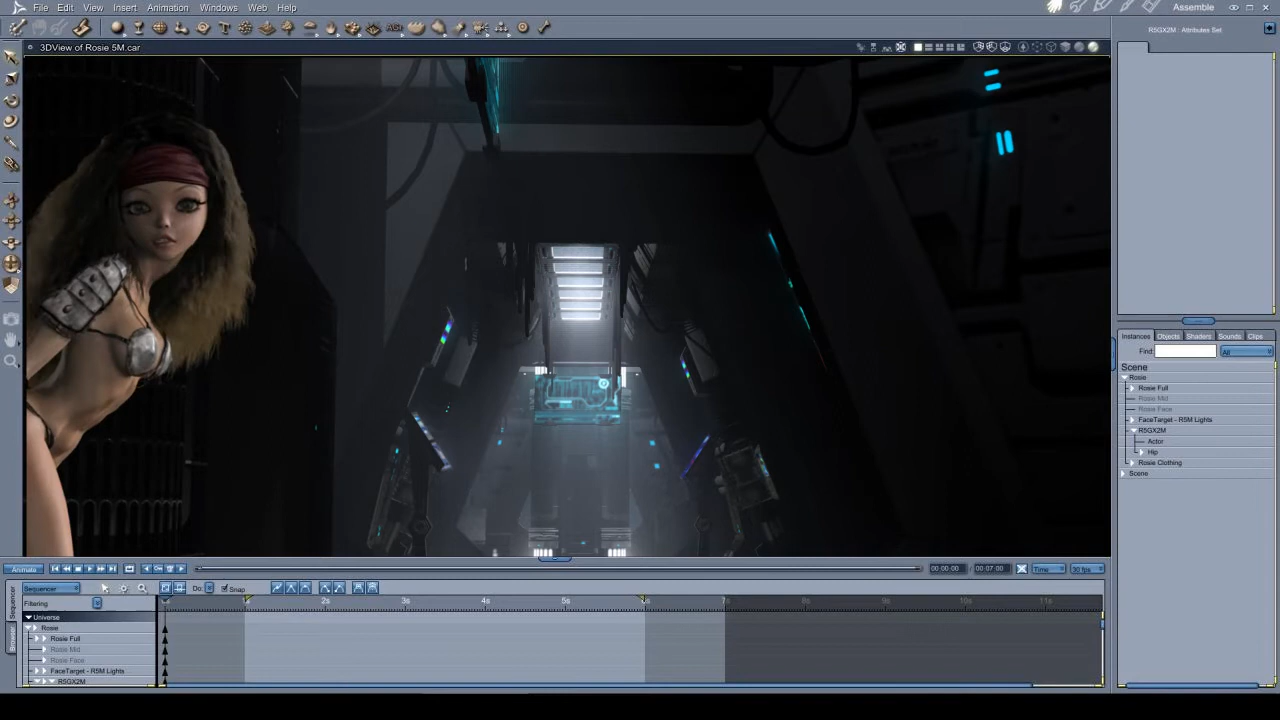 File Edit View Insert Animation Windows Web Help
Assemble
3DView of Rosie 5M.car
R5GX2M : Attributes Set
Instances Objects Shaders Sounds Clips
Find: All
Scene
Rosie
Rosie Full
Rosie Mid
Rosie Face
FaceTarget - R5M Lights
R5GX2M
Actor
Hip
Rosie Clothing
Scene
Animate
00:00:00 00:07:00 Time 30 fps
Sequencer Do: Snap
Filtering
2s 3s 4s 5s 6s 7s 8s 9s 10s 11s
Universe
Rosie
Rosie Full
Rosie Mid
Rosie Face
FaceTarget - R5M Lights
R5GX2M
Sequencer
Browser